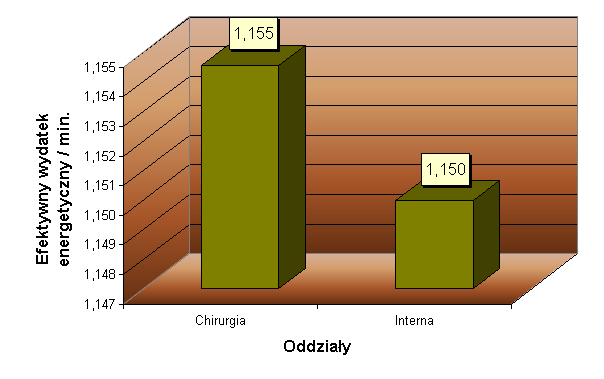 1,155
1,150
1,155
1,154
1,153
1,152
1,151
1,150
1,149
1,148
1,147
Efektywny wydatek
energetyczny / min.
Chirurgia
Interna
Oddziały